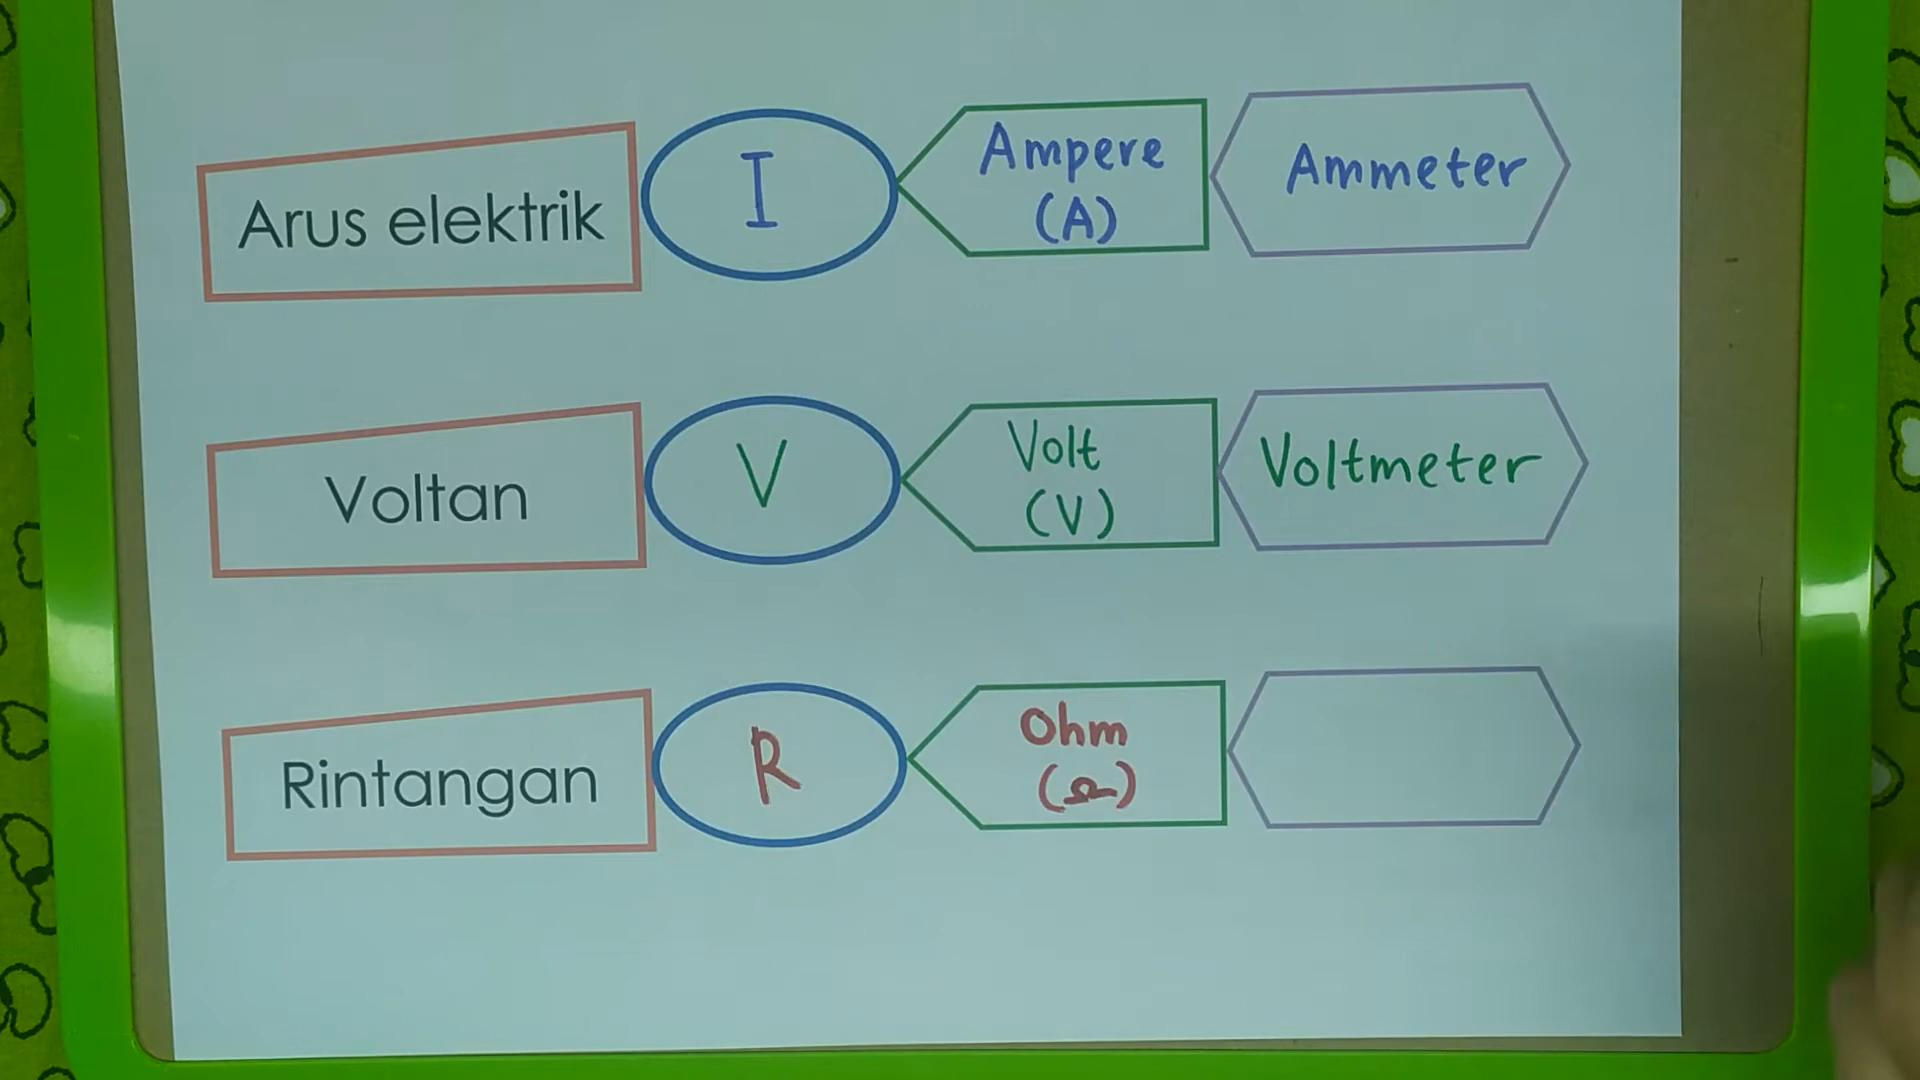 Arus elektrik
I
Ampere
(A)
Ammeter
Voltan
V
Volt
(V)
Voltmeter
Rintangan
R
Ohm
(Ω)